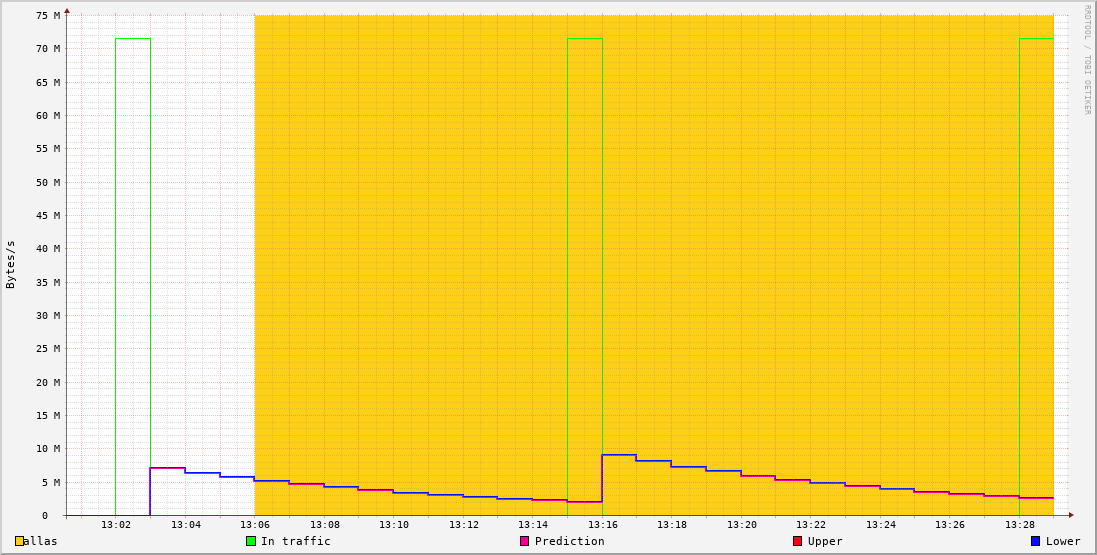 75 M
70 M
65 M
60 M
55 M
50 M
45 M
40 M
35 M
30 M
25 M
20 M
15 M
10 M
5 M
0
Bytes/s
13:02 13:04 13:06 13:08 13:10 13:12 13:14 13:16 13:18 13:20 13:22 13:24 13:26 13:28
allas In traffic Prediction Upper Lower
RRDTOOL / TOBI OETIKER